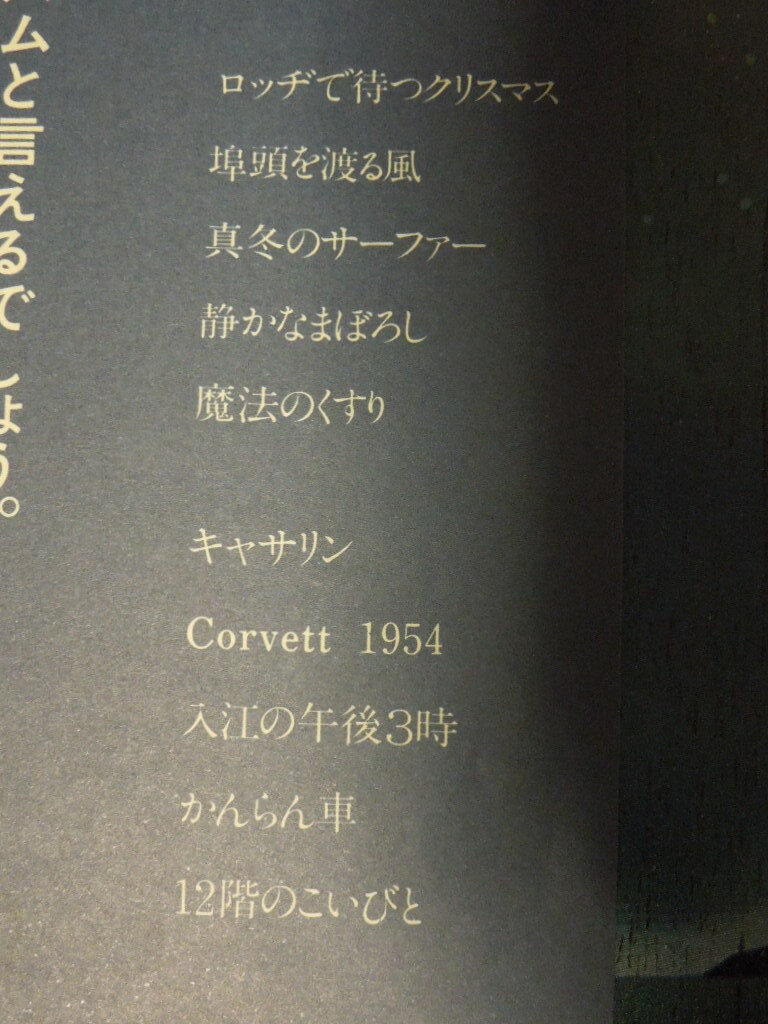 ムと言えるでしょう。
ロッヂで待つクリスマス
埠頭を渡る風
真冬のサーファー
静かなまぼろし
魔法のくすり
キャサリン
Corvett 1954
入江の午後3時
かんらん車
12階のこいびと